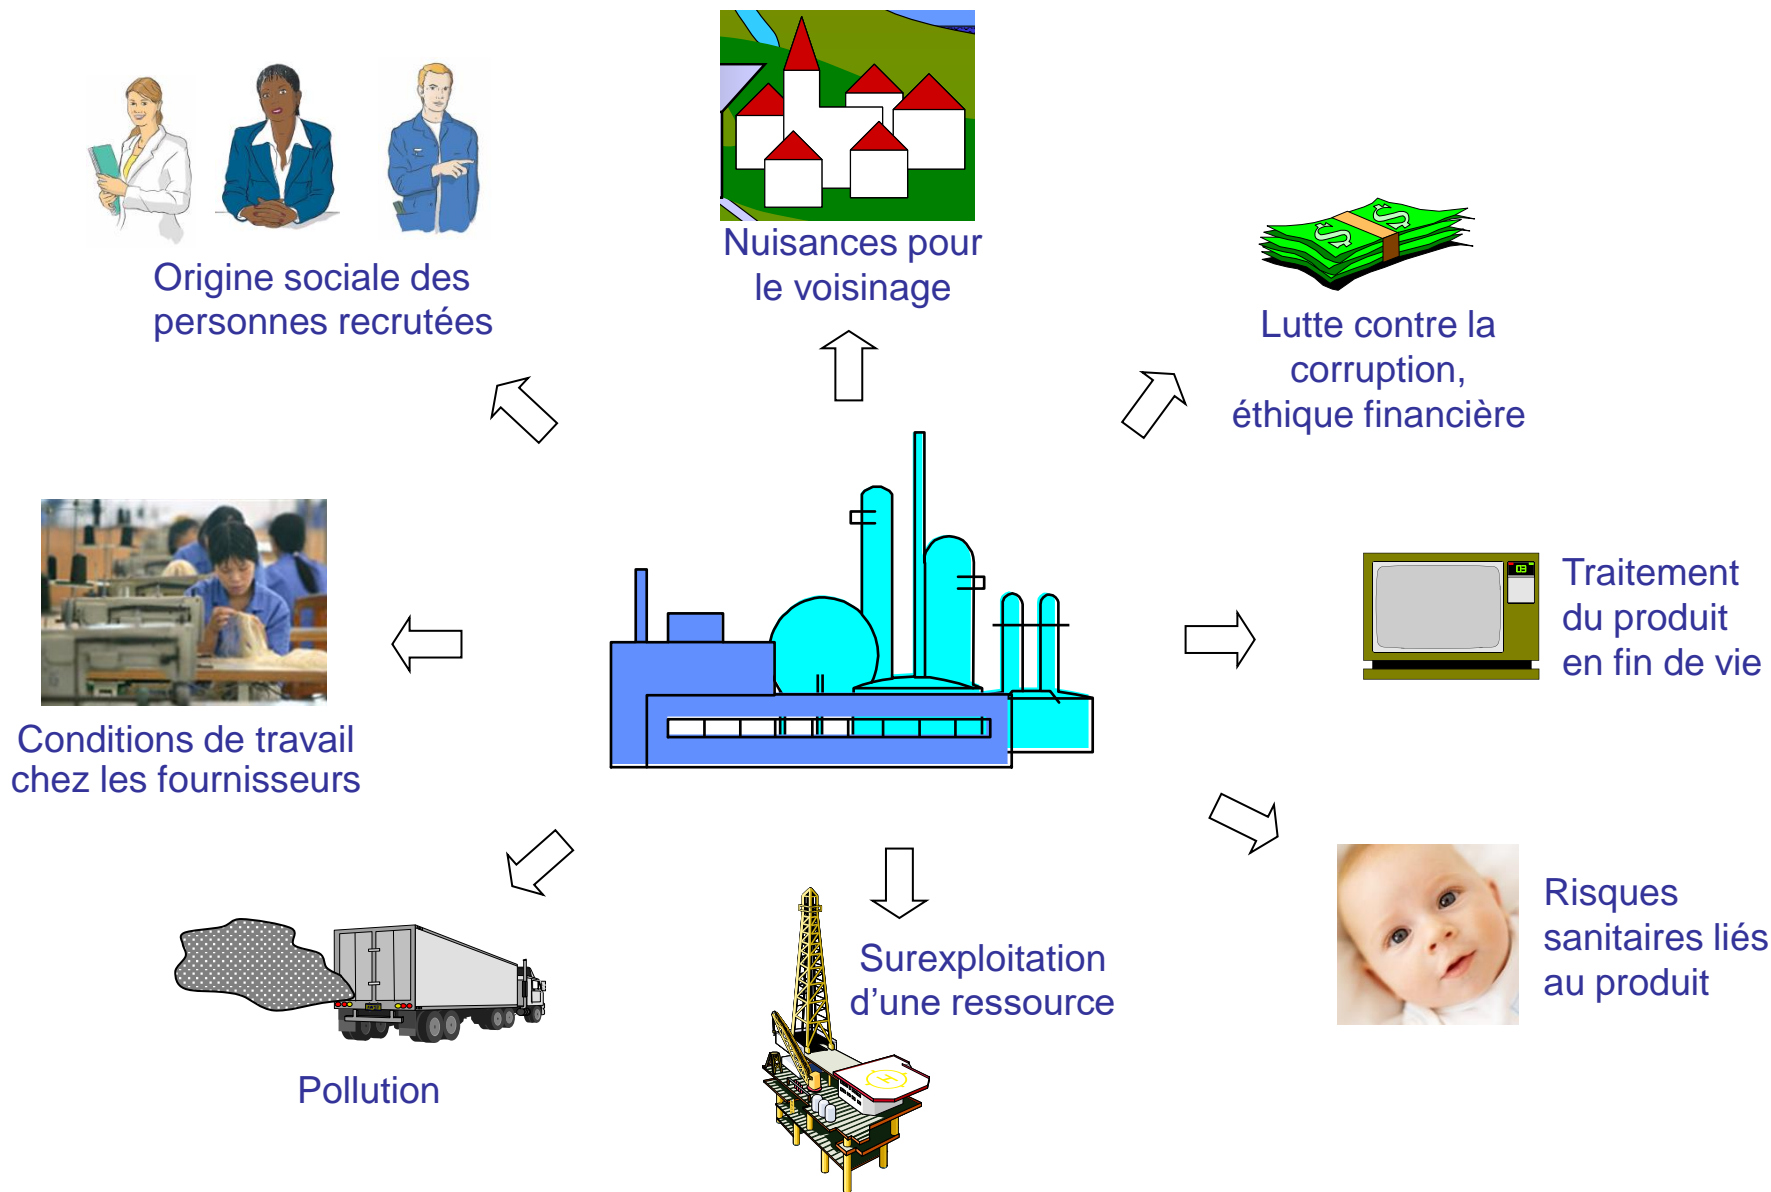 Origine sociale des
personnes recrutées
Nuisances pour
le voisinage
Lutte contre la
corruption,
éthique financière
Conditions de travail
chez les fournisseurs
Traitement
du produit
en fin de vie
Pollution
Surexploitation
d’une ressource
H
Risques
sanitaires liés
au produit
$ $
03